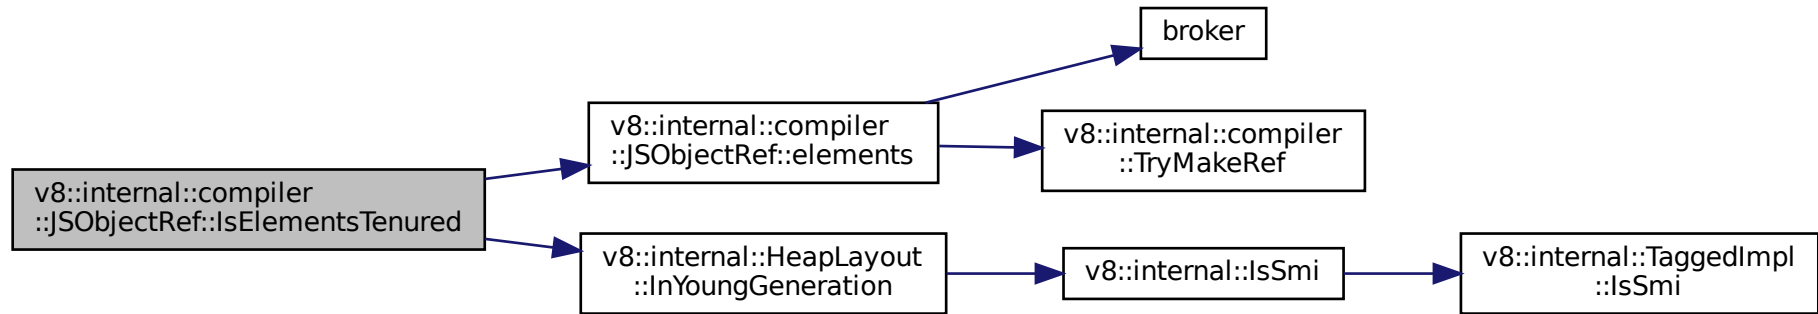 v8::internal::compiler
::JSObjectRef::IsElementsTenured
v8::internal::compiler
::JSObjectRef::elements
broker
v8::internal::compiler
::TryMakeRef
v8::internal::HeapLayout
::InYoungGeneration
v8::internal::IsSmi
v8::internal::TaggedImpl
::IsSmi